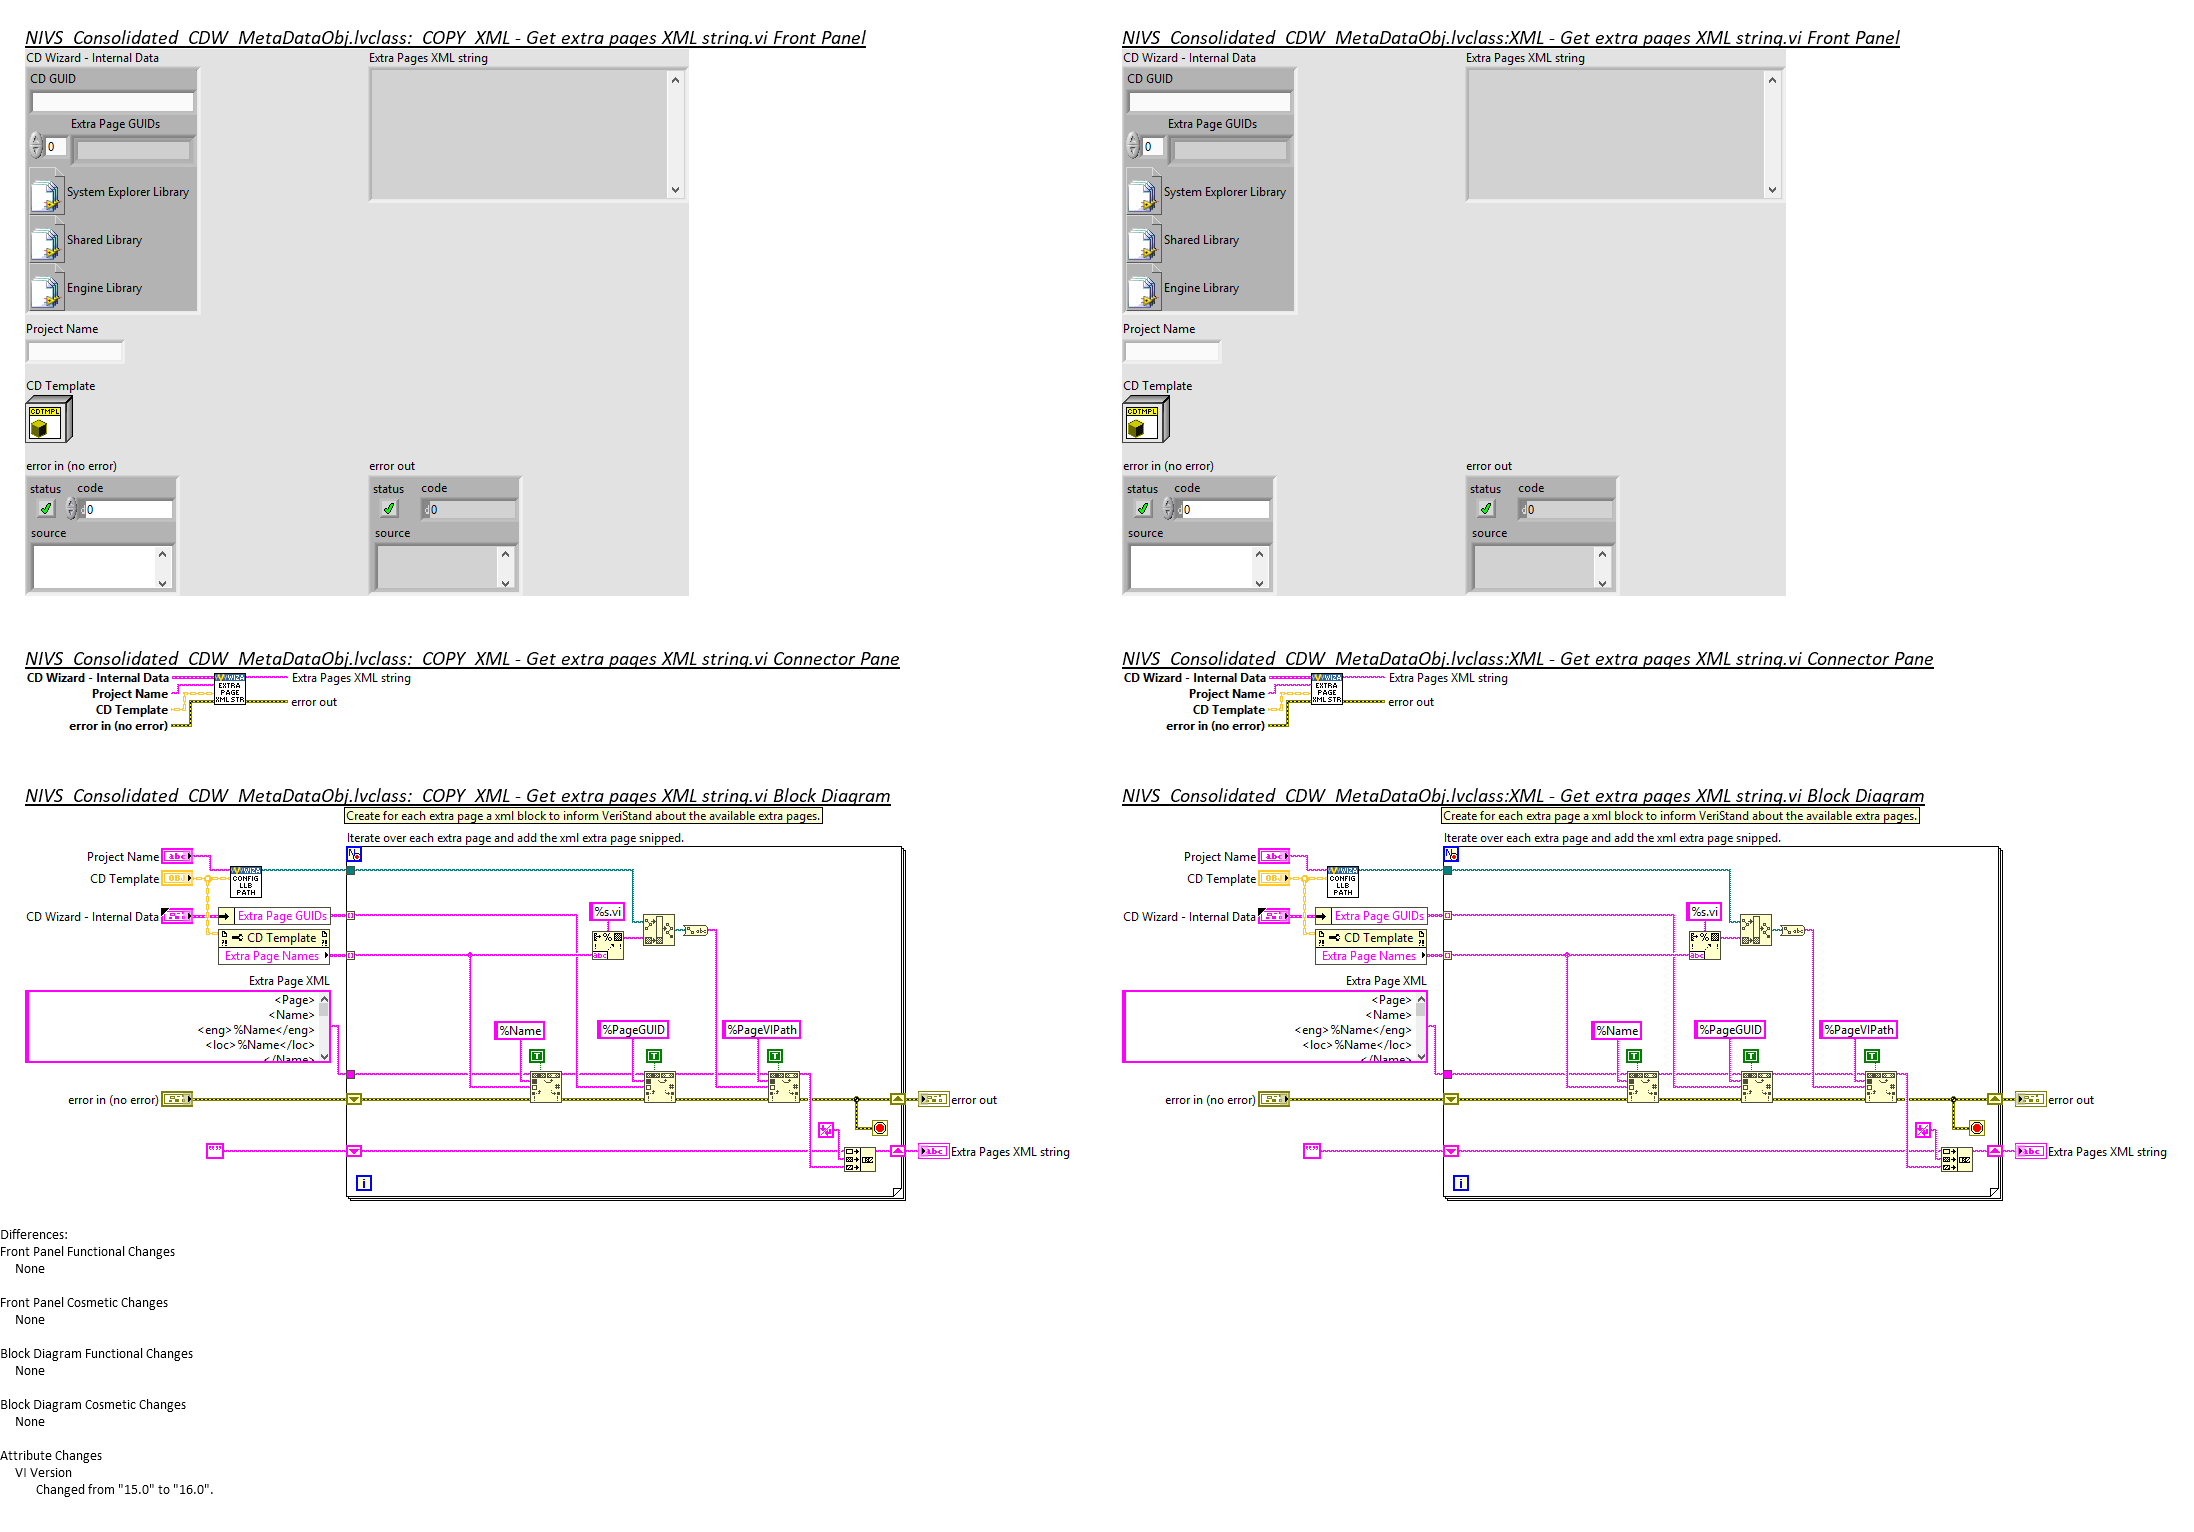 NIVS_Consolidated_CDW_MetaDataObj.lvclass:_COPY_XML - Get extra pages XML string.vi Front Panel
CD Wizard - Internal Data
Extra Pages XML string
CD GUID
Extra Page GUIDs
0
System Explorer Library
Shared Library
Engine Library
Project Name
CD Template
CDTMPL
error in (no error)
error out
status code
status code
d0
d0
source
source
NIVS_Consolidated_CDW_MetaDataObj.lvclass:XML - Get extra pages XML string.vi Front Panel
CD Wizard - Internal Data
Extra Pages XML string
CD GUID
Extra Page GUIDs
0
System Explorer Library
Shared Library
Engine Library
Project Name
CD Template
CDTMPL
error in (no error)
error out
status code
status code
d0
d0
source
source
NIVS_Consolidated_CDW_MetaDataObj.lvclass:_COPY_XML - Get extra pages XML string.vi Connector Pane
CD Wizard - Internal Data
Project Name
CD Template
error in (no error)
WIZA
EXTRA
PAGE
XML STR
Extra Pages XML string
error out
NIVS_Consolidated_CDW_MetaDataObj.lvclass:XML - Get extra pages XML string.vi Connector Pane
CD Wizard - Internal Data
Project Name
CD Template
error in (no error)
WIZA
EXTRA
PAGE
XML STR
Extra Pages XML string
error out
NIVS_Consolidated_CDW_MetaDataObj.lvclass:_COPY_XML - Get extra pages XML string.vi Block Diagram
Create for each extra page a xml block to inform VeriStand about the available extra pages.
Iterate over each extra page and add the xml extra page snipped.
N
Project Name
abc
CD Template
OBJ
WIZA
CONFIG
LLB
PATH
CD Wizard - Internal Data
Extra Page GUIDs
CD Template
Extra Page Names
%s.vi
abc
abc
Extra Page XML
<Page>
<Name>
<eng>%Name</eng>
<loc>%Name</loc>
</Name>
%Name
%PageGUID
%PageVIPath
T
T
T
error in (no error)
error out
""
abc
Extra Pages XML string
i
NIVS_Consolidated_CDW_MetaDataObj.lvclass:XML - Get extra pages XML string.vi Block Diagram
Create for each extra page a xml block to inform VeriStand about the available extra pages.
Iterate over each extra page and add the xml extra page snipped.
N
Project Name
abc
CD Template
OBJ
WIZA
CONFIG
LLB
PATH
CD Wizard - Internal Data
Extra Page GUIDs
CD Template
Extra Page Names
%s.vi
abc
abc
Extra Page XML
<Page>
<Name>
<eng>%Name</eng>
<loc>%Name</loc>
</Name>
%Name
%PageGUID
%PageVIPath
T
T
T
error in (no error)
error out
""
abc
Extra Pages XML string
i
Differences:
Front Panel Functional Changes
None
Front Panel Cosmetic Changes
None
Block Diagram Functional Changes
None
Block Diagram Cosmetic Changes
None
Attribute Changes
VI Version
Changed from "15.0" to "16.0".